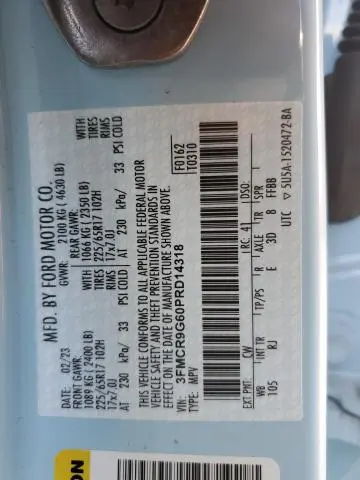 MFD. BY FORD MOTOR CO.
DATE: 02/23 GVWR: 2100 KG ( 4630 LB)
FRONT GAWR: REAR GAWR:
1089 KG ( 2400 LB) WITH 1066 KG ( 2350 LB) WITH
225/65R17 102H TIRES 225/65R17 102H TIRES
17x7.0J RIMS 17x7.0J RIMS
AT 230 kPa/ 33 PSI COLD AT 230 kPa/ 33 PSI COLD
THIS VEHICLE CONFORMS TO ALL APPLICABLE FEDERAL MOTOR
VEHICLE SAFETY AND THEFT PREVENTION STANDARDS IN
EFFECT ON THE DATE OF MANUFACTURE SHOWN ABOVE.
VIN: 3FMCR9G60PRD14318 F0162
TYPE: MPV T0310
EXT PNT: CW RC: 41 DSO:
WB INT TR TP/PS R AXLE TR SPR
105 RJ E 3D 8 FFBB
UTC ▽ 5U5A-1520472-BA
ON